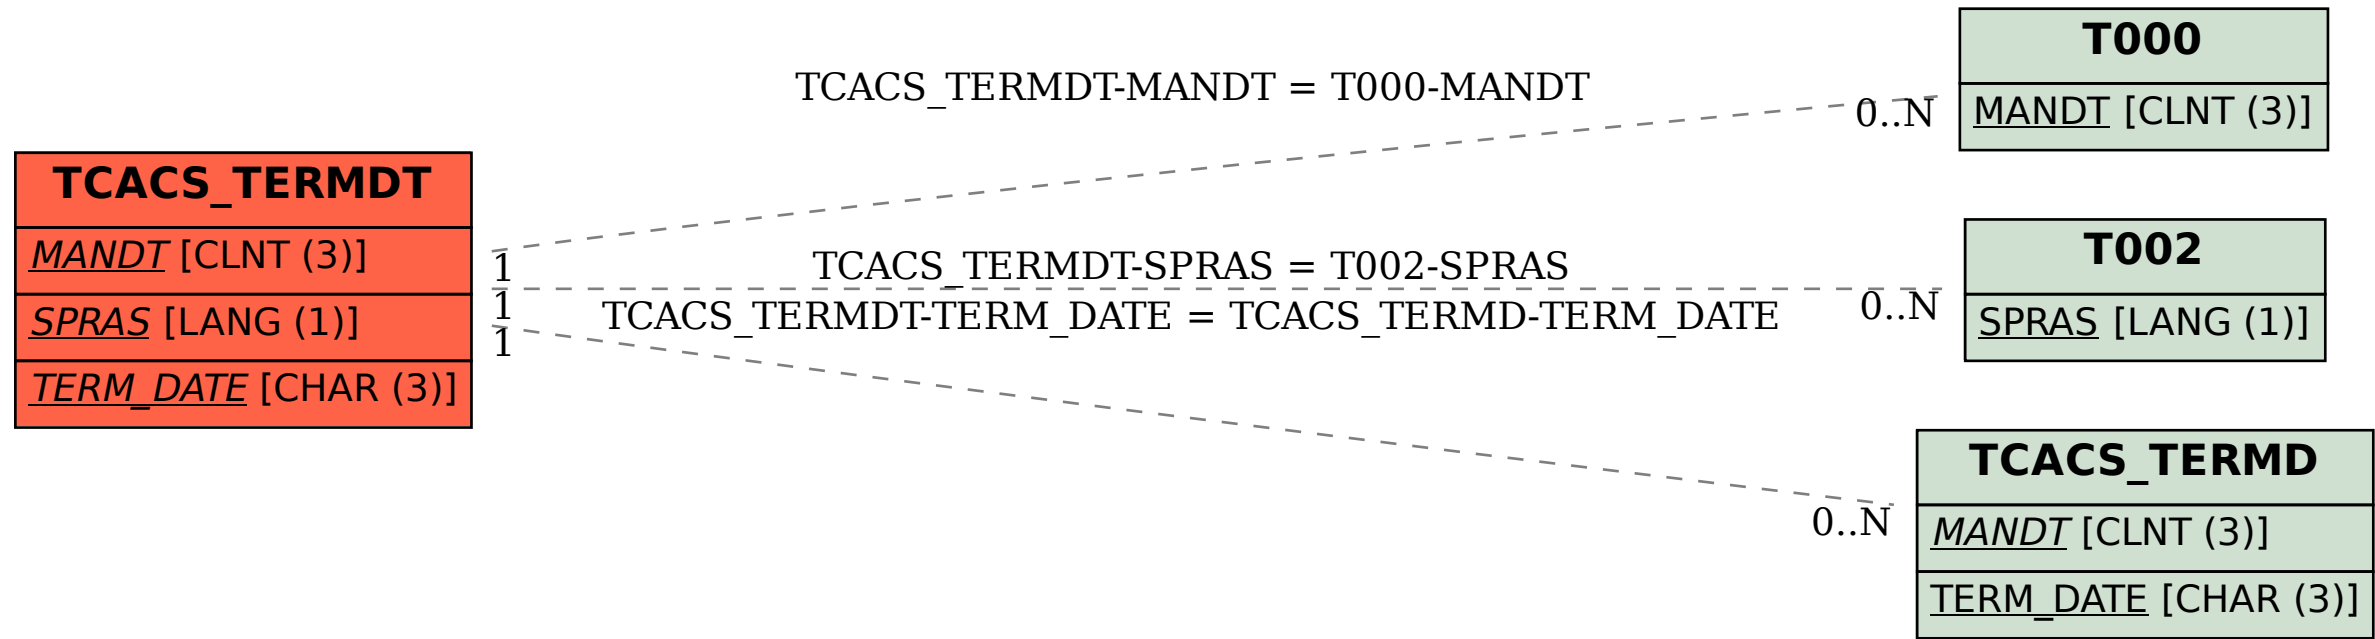 TCACS_TERMDT
MANDT [CLNT (3)]
SPRAS [LANG (1)]
TERM_DATE [CHAR (3)]
TCACS_TERMDT-MANDT = T000-MANDT
1
0..N
TCACS_TERMDT-SPRAS = T002-SPRAS
1
0..N
TCACS_TERMDT-TERM_DATE = TCACS_TERMD-TERM_DATE
1
0..N
T000
MANDT [CLNT (3)]
T002
SPRAS [LANG (1)]
TCACS_TERMD
MANDT [CLNT (3)]
TERM_DATE [CHAR (3)]